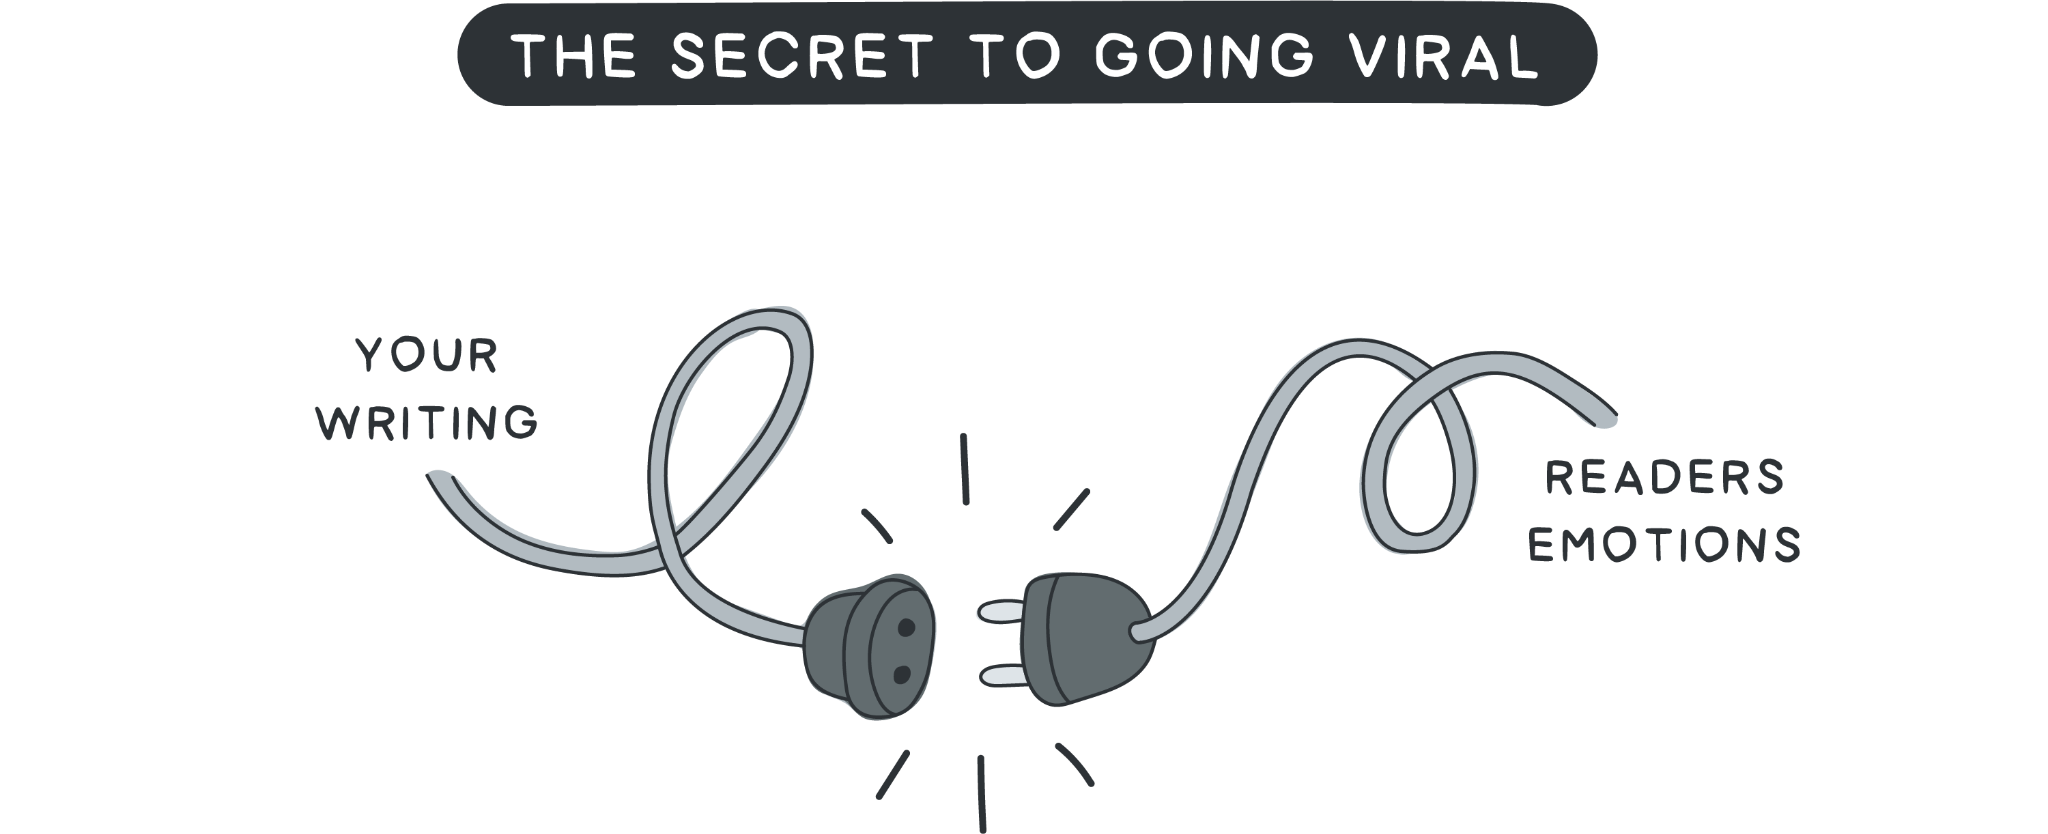 THE SECRET TO GOING VIRAL
YOUR
WRITING
READERS
EMOTIONS